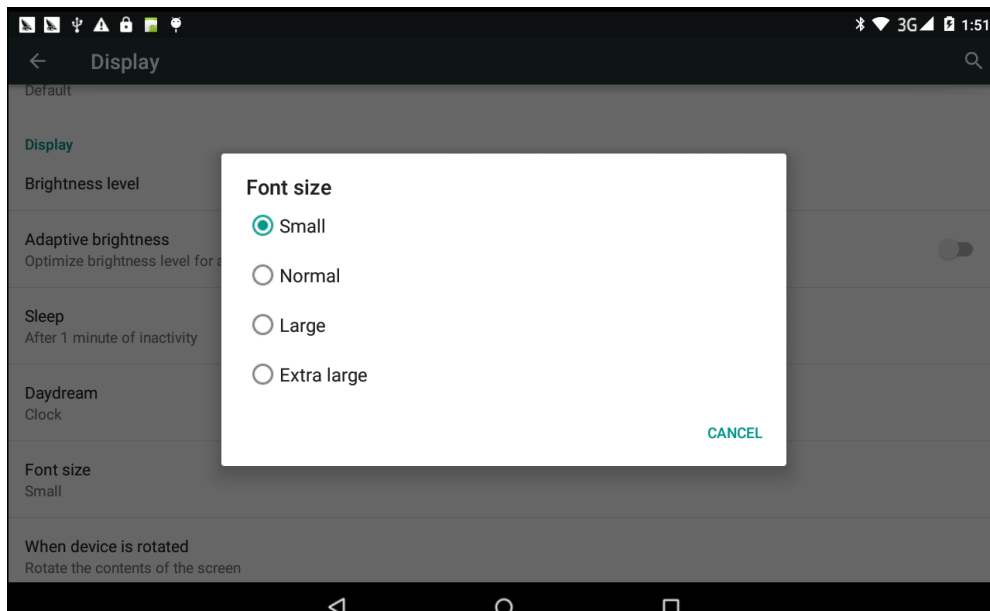 3G 1:51
Display
Default
Display
Brightness level
Adaptive brightness
Optimize brightness level for
Sleep
After 1 minute of inactivity
Daydream
Clock
Font size
Small
When device is rotated
Rotate the contents of the screen
Font size
Small
Normal
Large
Extra large
CANCEL